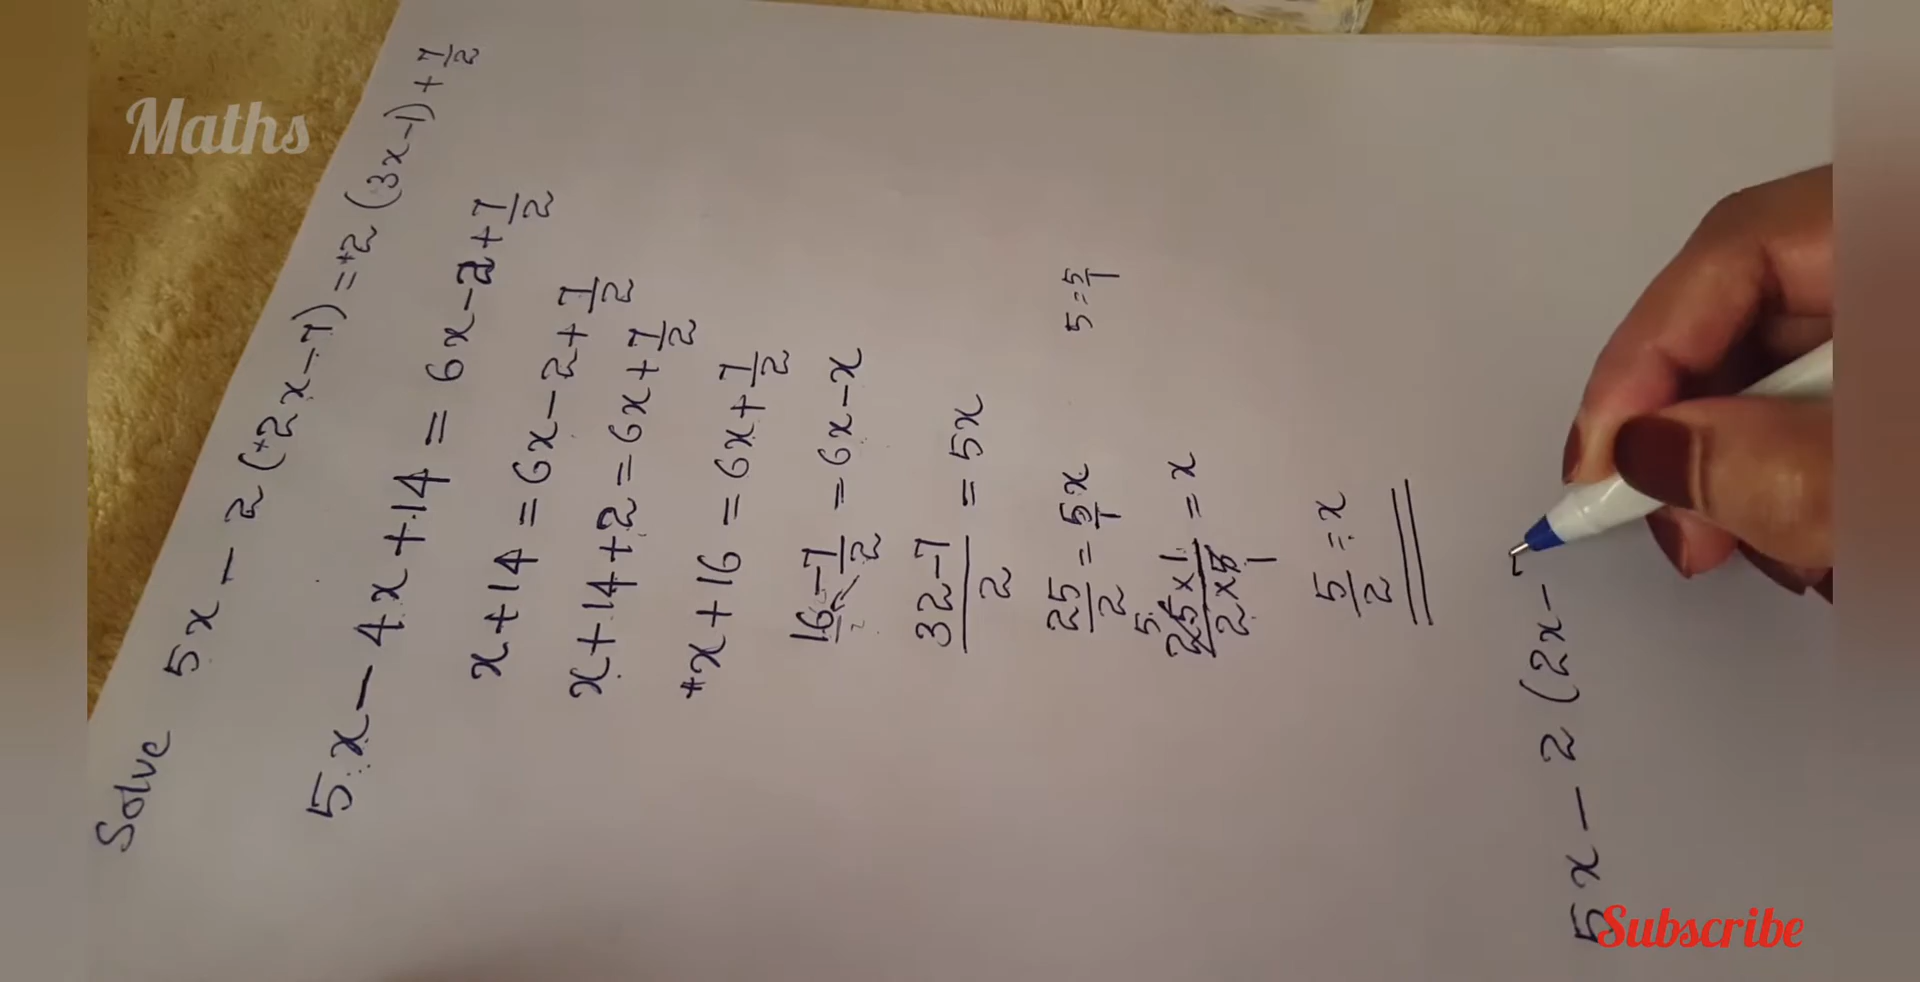 Maths
Solve 5x - 2(+2x - 7) = +2(3x - 1) + 7/2
5x - 4x + 14 = 6x - 2 + 7/2
x + 14 = 6x - 2 + 7/2
x + 14 + 2 = 6x + 7/2
+x + 16 = 6x + 7/2
16 - 7/2 = 6x - x
32 - 7/2 = 5x
25/2 = 5x/1
5 = 5/1
5 25 × 1/2 × 5 1 = x
5/2 = x
5x - 2(2x - 7
Subscribe